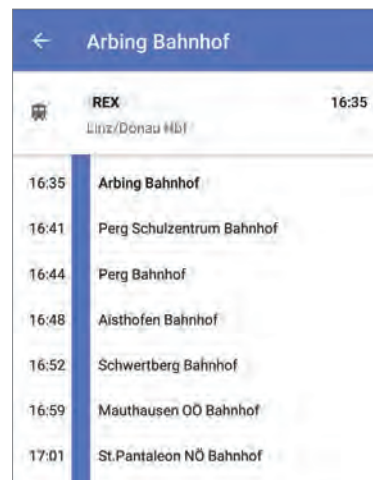 Arbing Bahnhof
REX 16:35
Linz/Donau Hbf
16:35 Arbing Bahnhof
16:41 Perg Schulzentrum Bahnhof
16:44 Perg Bahnhof
16:48 Aisthofen Bahnhof
16:52 Schwertberg Bahnhof
16:59 Mauthausen OÖ Bahnhof
17:01 St.Pantaleon NÖ Bahnhof